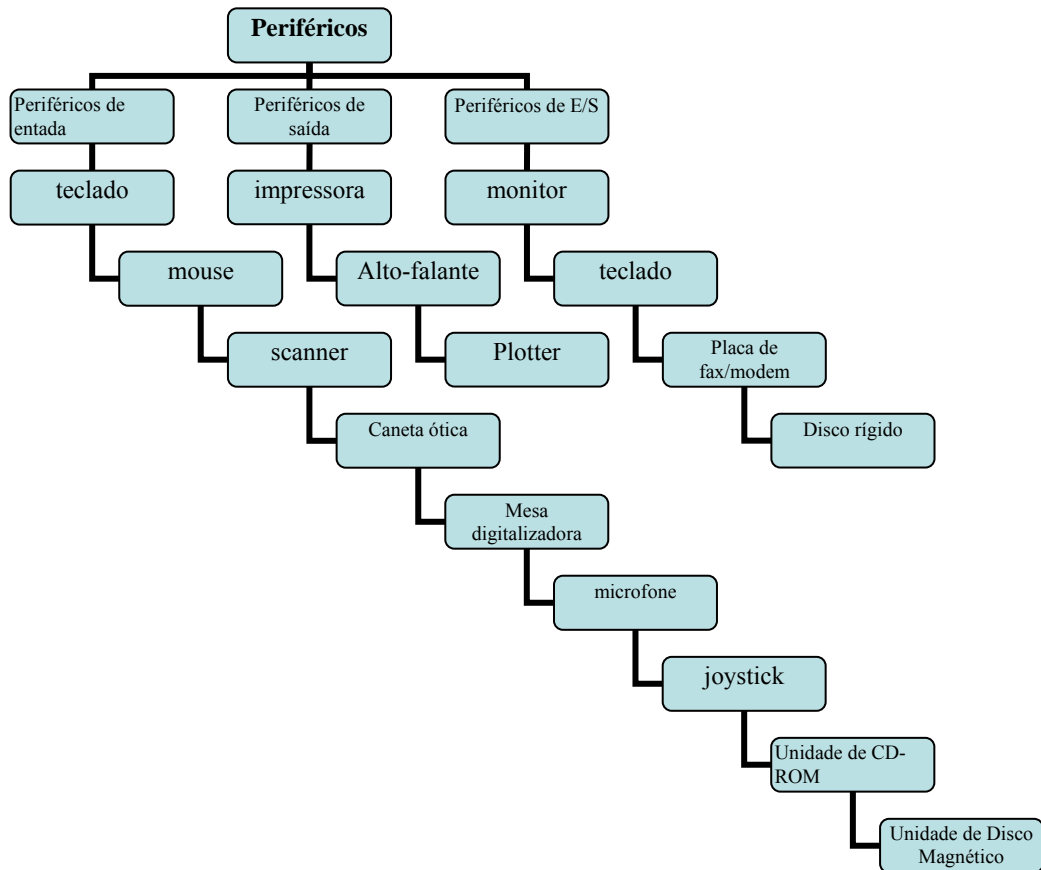 Periféricos
Periféricos de
entada
Periféricos de
saída
Periféricos de E/S
teclado
impressora
monitor
mouse
Alto-falante
teclado
scanner
Plotter
Placa de
fax/modem
Caneta ótica
Disco rígido
Mesa
digitalizadora
microfone
joystick
Unidade de CD-
ROM
Unidade de Disco
Magnético